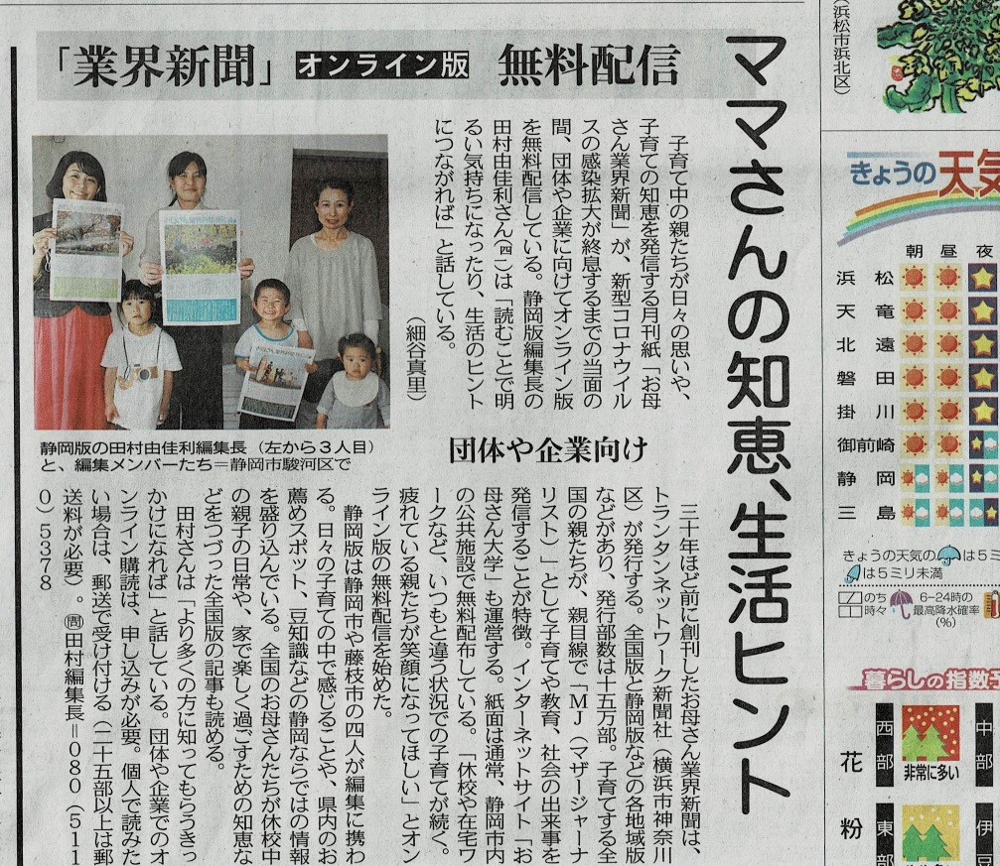 ママさんの知恵、生活ヒント
「業界新聞」オンライン版 無料配信
子育て中の親たちが日々の思いや、
子育ての知恵を発信する月刊紙「お母
さん業界新聞」が、新型コロナウイル
スの感染拡大が終息するまでの当面の
間、団体や企業に向けてオンライン版
を無料配信している。静岡版編集長の
田村由佳利さん(四一)は「読むことで明
るい気持ちになったり、生活のヒント
につながれば」と話している。
(細谷真里)
静岡版の田村由佳利編集長(左から3人目)
と、編集メンバーたち=静岡市駿河区で
団体や企業向け
三十年ほど前に創刊したお母さん業界新聞は、
トランタンネットワーク新聞社(横浜市神奈川
区)が発行する。全国版と静岡版などの各地域版
などがあり、発行部数は十五万部。子育てする全
国の親たちが、親目線で「MJ(マザージャーナ
リスト)」として子育てや教育、社会の出来事を
発信することが特徴。インターネットサイト「お
母さん大学」も運営する。紙面は通常、静岡市内
の公共施設で無料配布している。「休校や在宅ワ
ークなど、いつもと違う状況での子育てが続く。
疲れている親たちが笑顔になってほしい」とオン
ライン版の無料配信を始めた。
静岡版は静岡市や藤枝市の四人が編集に携わ
る。日々の子育ての中で感じることや、県内のお
薦めスポット、豆知識などの静岡ならではの情報
を盛り込んでいる。全国のお母さんたちが休校中
の親子の日常や、家で楽しく過ごすための知恵な
どをつづった全国版の記事も読める。
田村さんは「より多くの方に知ってもらうきっ
かけになれば」と話している。団体や企業でのオ
ンライン購読は、申し込みが必要。個人で読みた
い場合は、郵送で受け付ける(二十五部以上は郵
送料が必要)。㉄田村編集長=080(511
0)5378
(浜松市浜北区)
きょうの天気
朝 昼 夜
浜松
天竜
北遠
磐田
掛川
御前崎
静岡
三島
きょうの天気の は5ミ
は5ミリ未満
のち
時々
6-24時の
最高降水確率
(%)
暮らしの指数予
花粉
西部
非常に多い
中部
東部
伊豆